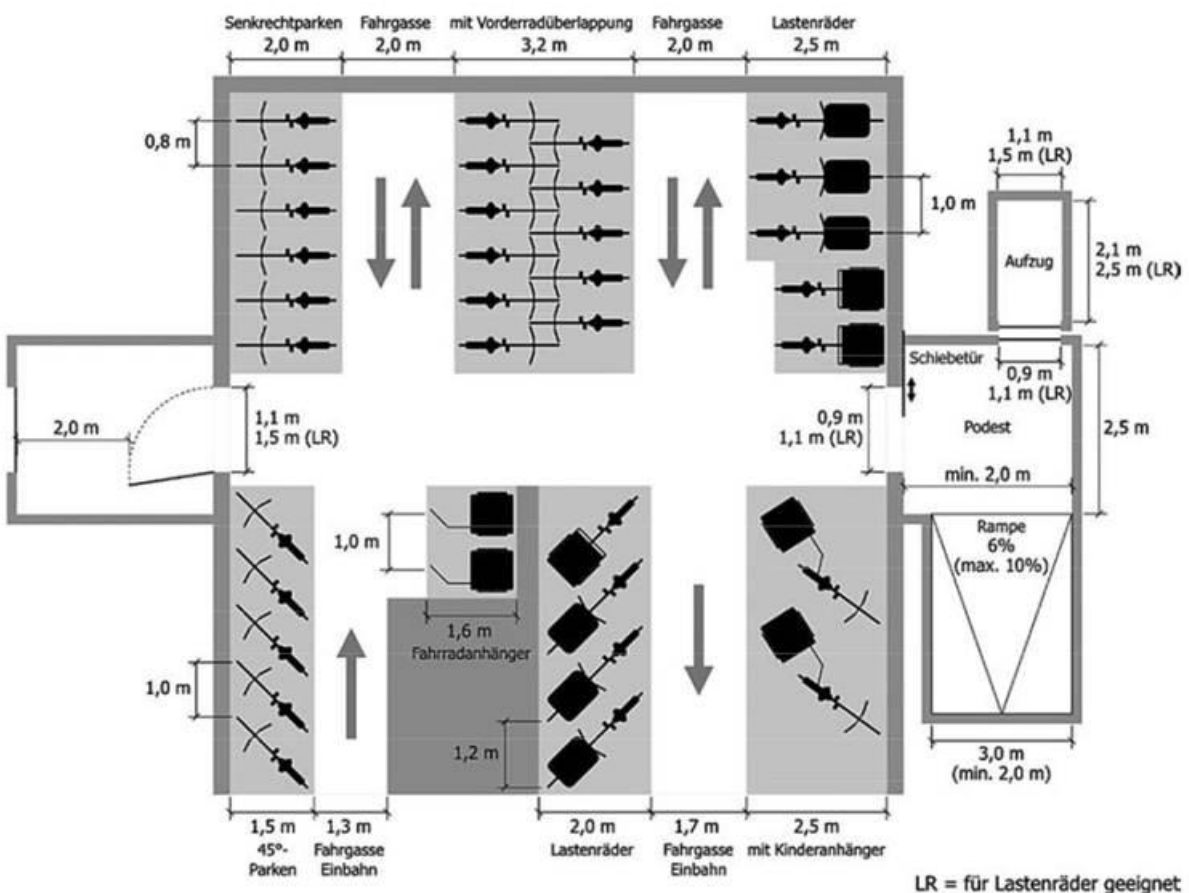 Senkrechtparken
2,0 m
Fahrgasse
2,0 m
mit Vorderradüberlappung
3,2 m
Fahrgasse
2,0 m
Lastenräder
2,5 m
0,8 m
1,0 m
1,1 m
1,5 m (LR)
Aufzug
2,1 m
2,5 m (LR)
Schiebetür
0,9 m
1,1 m (LR)
2,0 m
1,1 m
1,5 m (LR)
0,9 m
1,1 m (LR)
Podest
2,5 m
min. 2,0 m
1,0 m
Rampe
6%
(max. 10%)
1,6 m
Fahrradanhänger
1,0 m
1,2 m
3,0 m
(min. 2,0 m)
1,5 m
45°-
Parken
1,3 m
Fahrgasse
Einbahn
2,0 m
Lastenräder
1,7 m
Fahrgasse
Einbahn
2,5 m
mit Kinderanhänger
LR = für Lastenräder geeignet